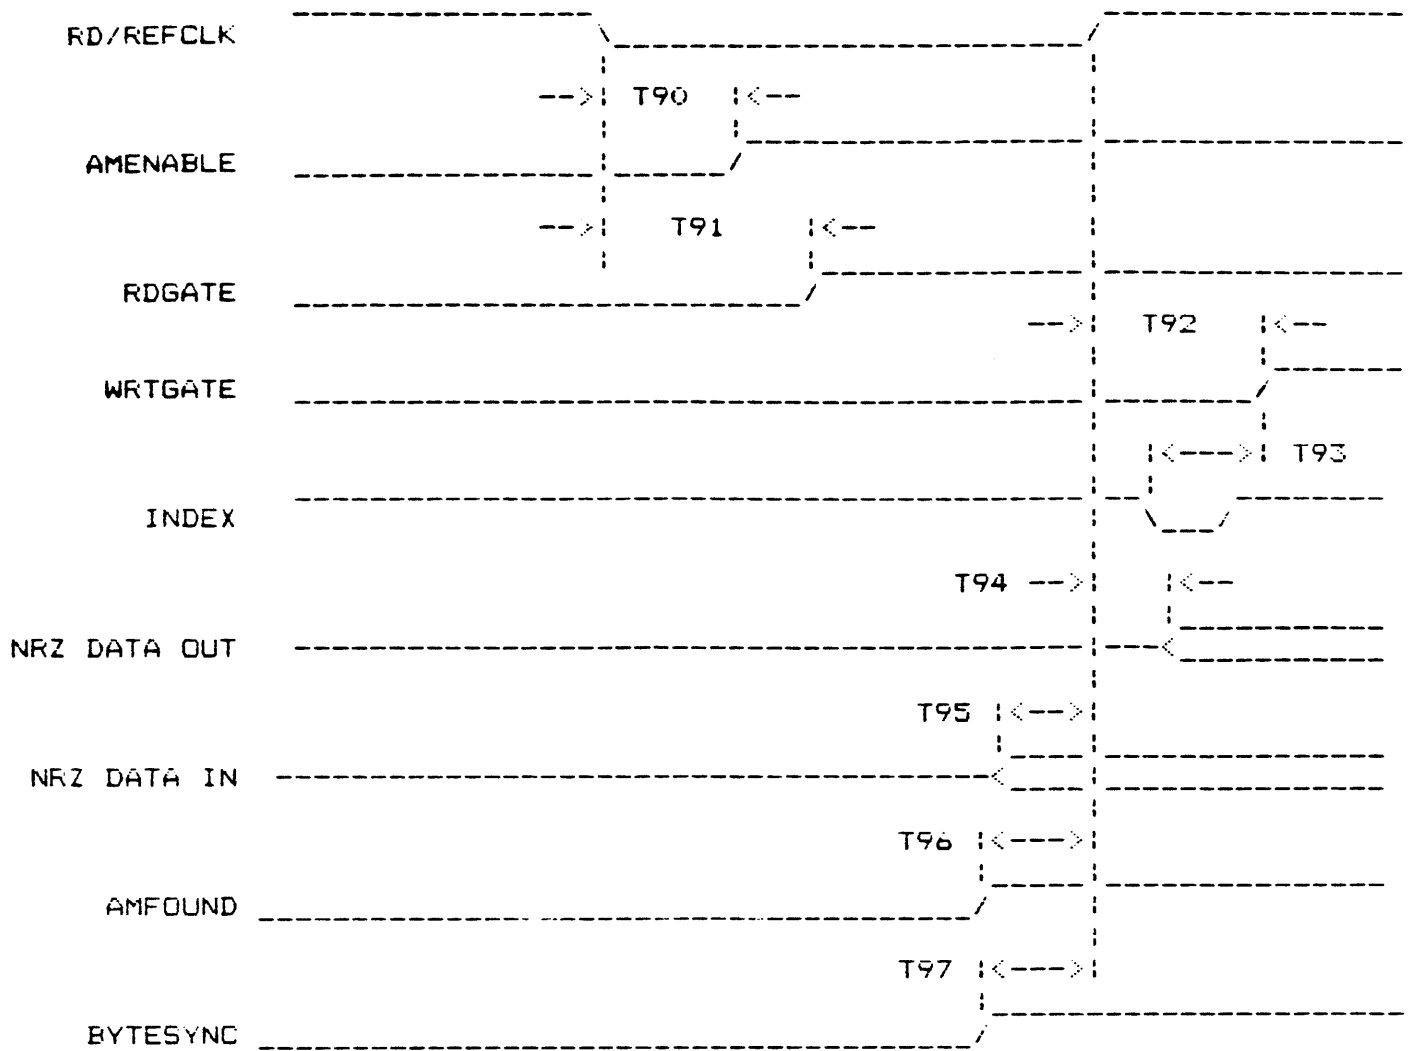 RD/REFCLK
T90
AMENABLE
T91
RDGATE
T92
WRTGATE
T93
INDEX
T94
NRZ DATA OUT
T95
NRZ DATA IN
T96
AMFOUND
T97
BYTESYNC